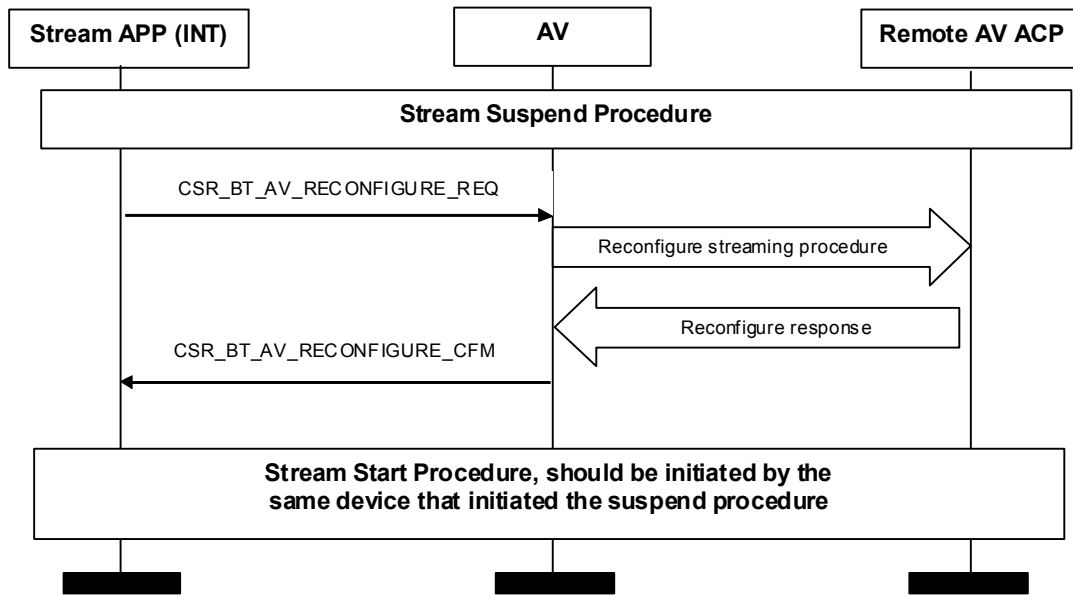 Stream APP (INT)
AV
Remote AV ACP
Stream Suspend Procedure
CSR_BT_AV_RECONFIGURE_REQ
Reconfigure streaming procedure
Reconfigure response
CSR_BT_AV_RECONFIGURE_CFM
Stream Start Procedure, should be initiated by the
same device that initiated the suspend procedure